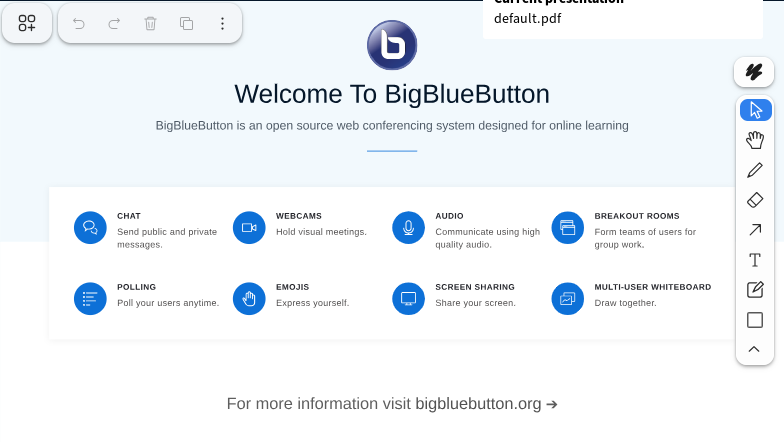 Current presentation
default.pdf
Welcome To BigBlueButton
BigBlueButton is an open source web conferencing system designed for online learning
CHAT
Send public and private
messages.
WEBCAMS
Hold visual meetings.
AUDIO
Communicate using high
quality audio.
BREAKOUT ROOMS
Form teams of users for
group work.
POLLING
Poll your users anytime.
EMOJIS
Express yourself.
SCREEN SHARING
Share your screen.
MULTI-USER WHITEBOARD
Draw together.
For more information visit bigbluebutton.org →